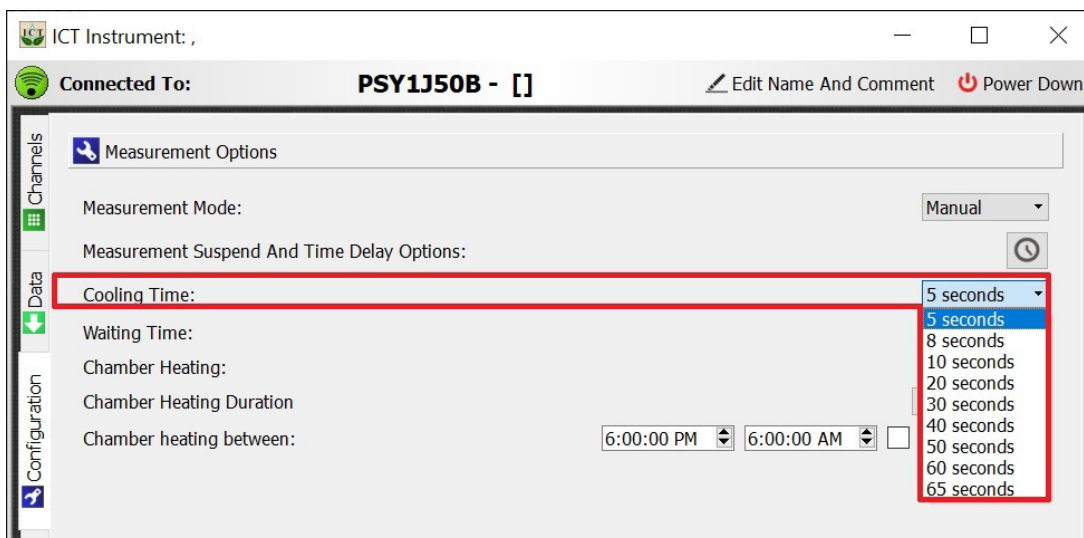 ICT
ICT Instrument: ,
Connected To: PSY1J50B - [] Edit Name And Comment Power Down
Channels
Data
Configuration
Measurement Options
Measurement Mode: Manual
Measurement Suspend And Time Delay Options:
Cooling Time: 5 seconds
5 seconds
8 seconds
10 seconds
20 seconds
30 seconds
40 seconds
50 seconds
60 seconds
65 seconds
Waiting Time:
Chamber Heating:
Chamber Heating Duration
Chamber heating between: 6:00:00 PM 6:00:00 AM